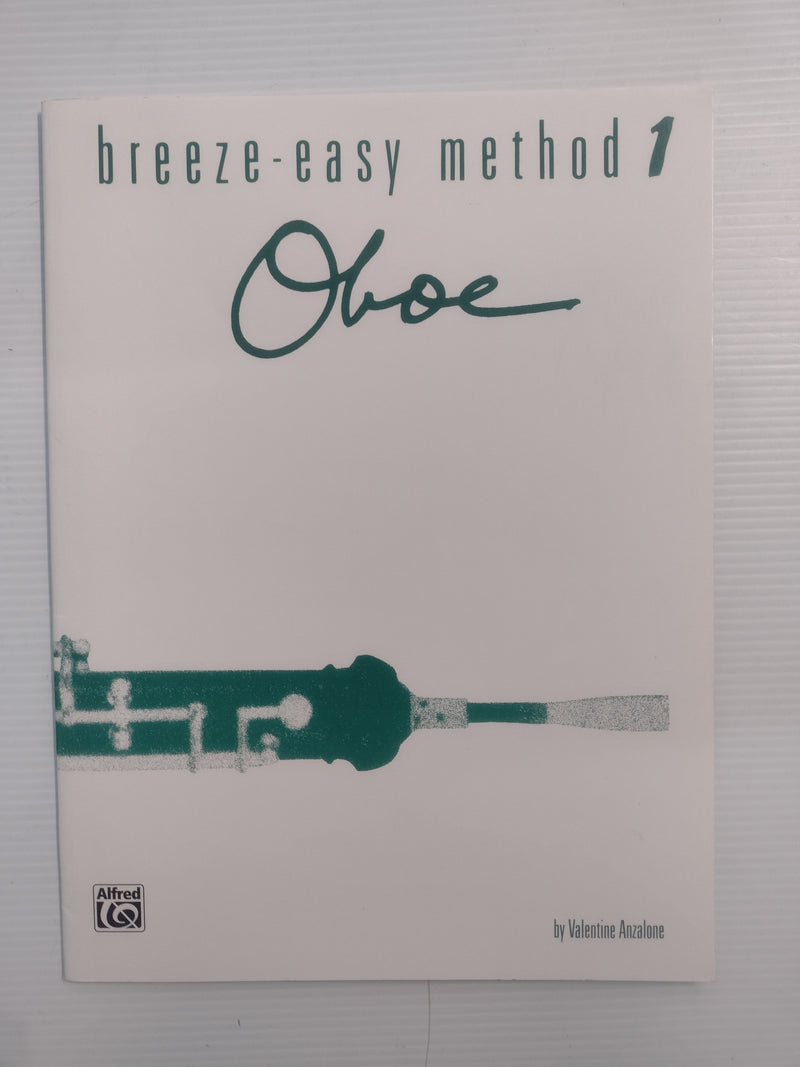 breeze-easy method 1
Oboe
Alfred
by Valentine Anzalone